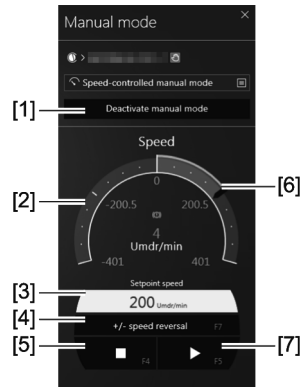 Manual mode
Speed-controlled manual mode
[1]
Deactivate manual mode
Speed
[6]
[2]
0
-200.5
200.5
4
Umdr/min
-401
401
[3]
Setpoint speed
200 Umdr/min
[4]
+/- speed reversal F7
[5]
[7]
F4
F5